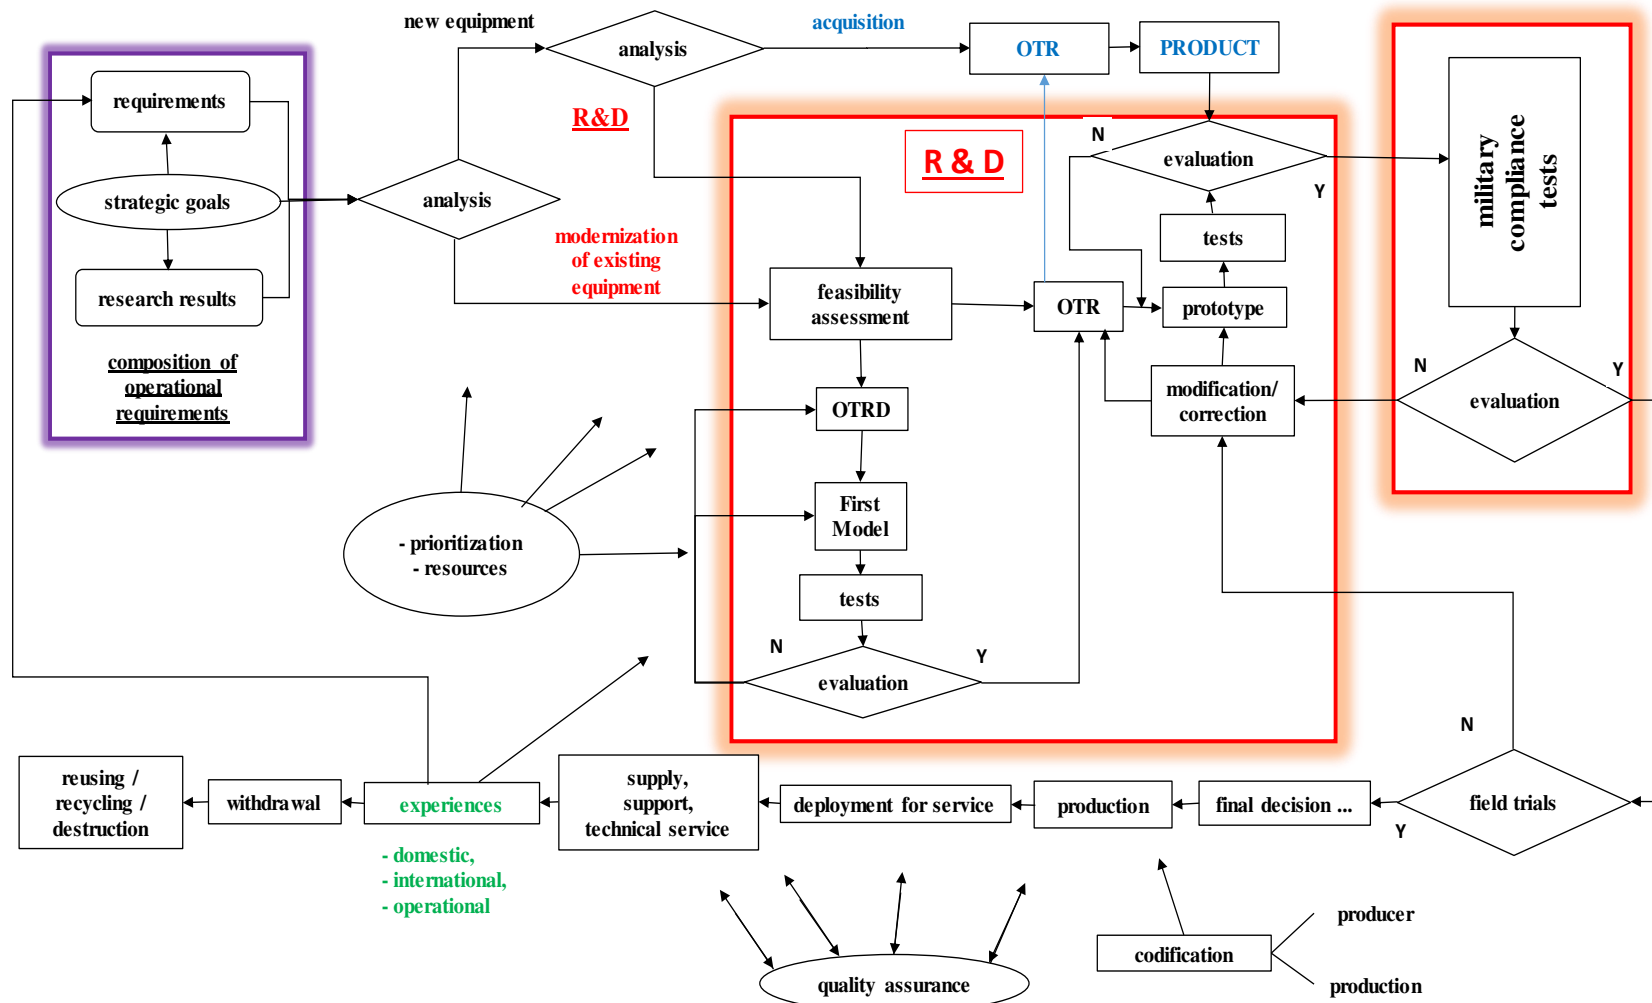 new equipment
analysis
acquisition
OTR
PRODUCT
requirements
R&D
N
evaluation
Y
R & D
military
compliance
tests
strategic goals
analysis
tests
modernization
of existing
equipment
research results
feasibility
assessment
OTR
prototype
composition of
operational
requirements
OTRD
modification/
correction
N
Y
evaluation
First
Model
- prioritization
- resources
tests
N
Y
evaluation
N
reusing /
recycling /
destruction
withdrawal
experiences
supply,
support,
technical service
deployment for service
production
final decision ...
Y
field trials
- domestic,
- international,
- operational
producer
codification
production
quality assurance